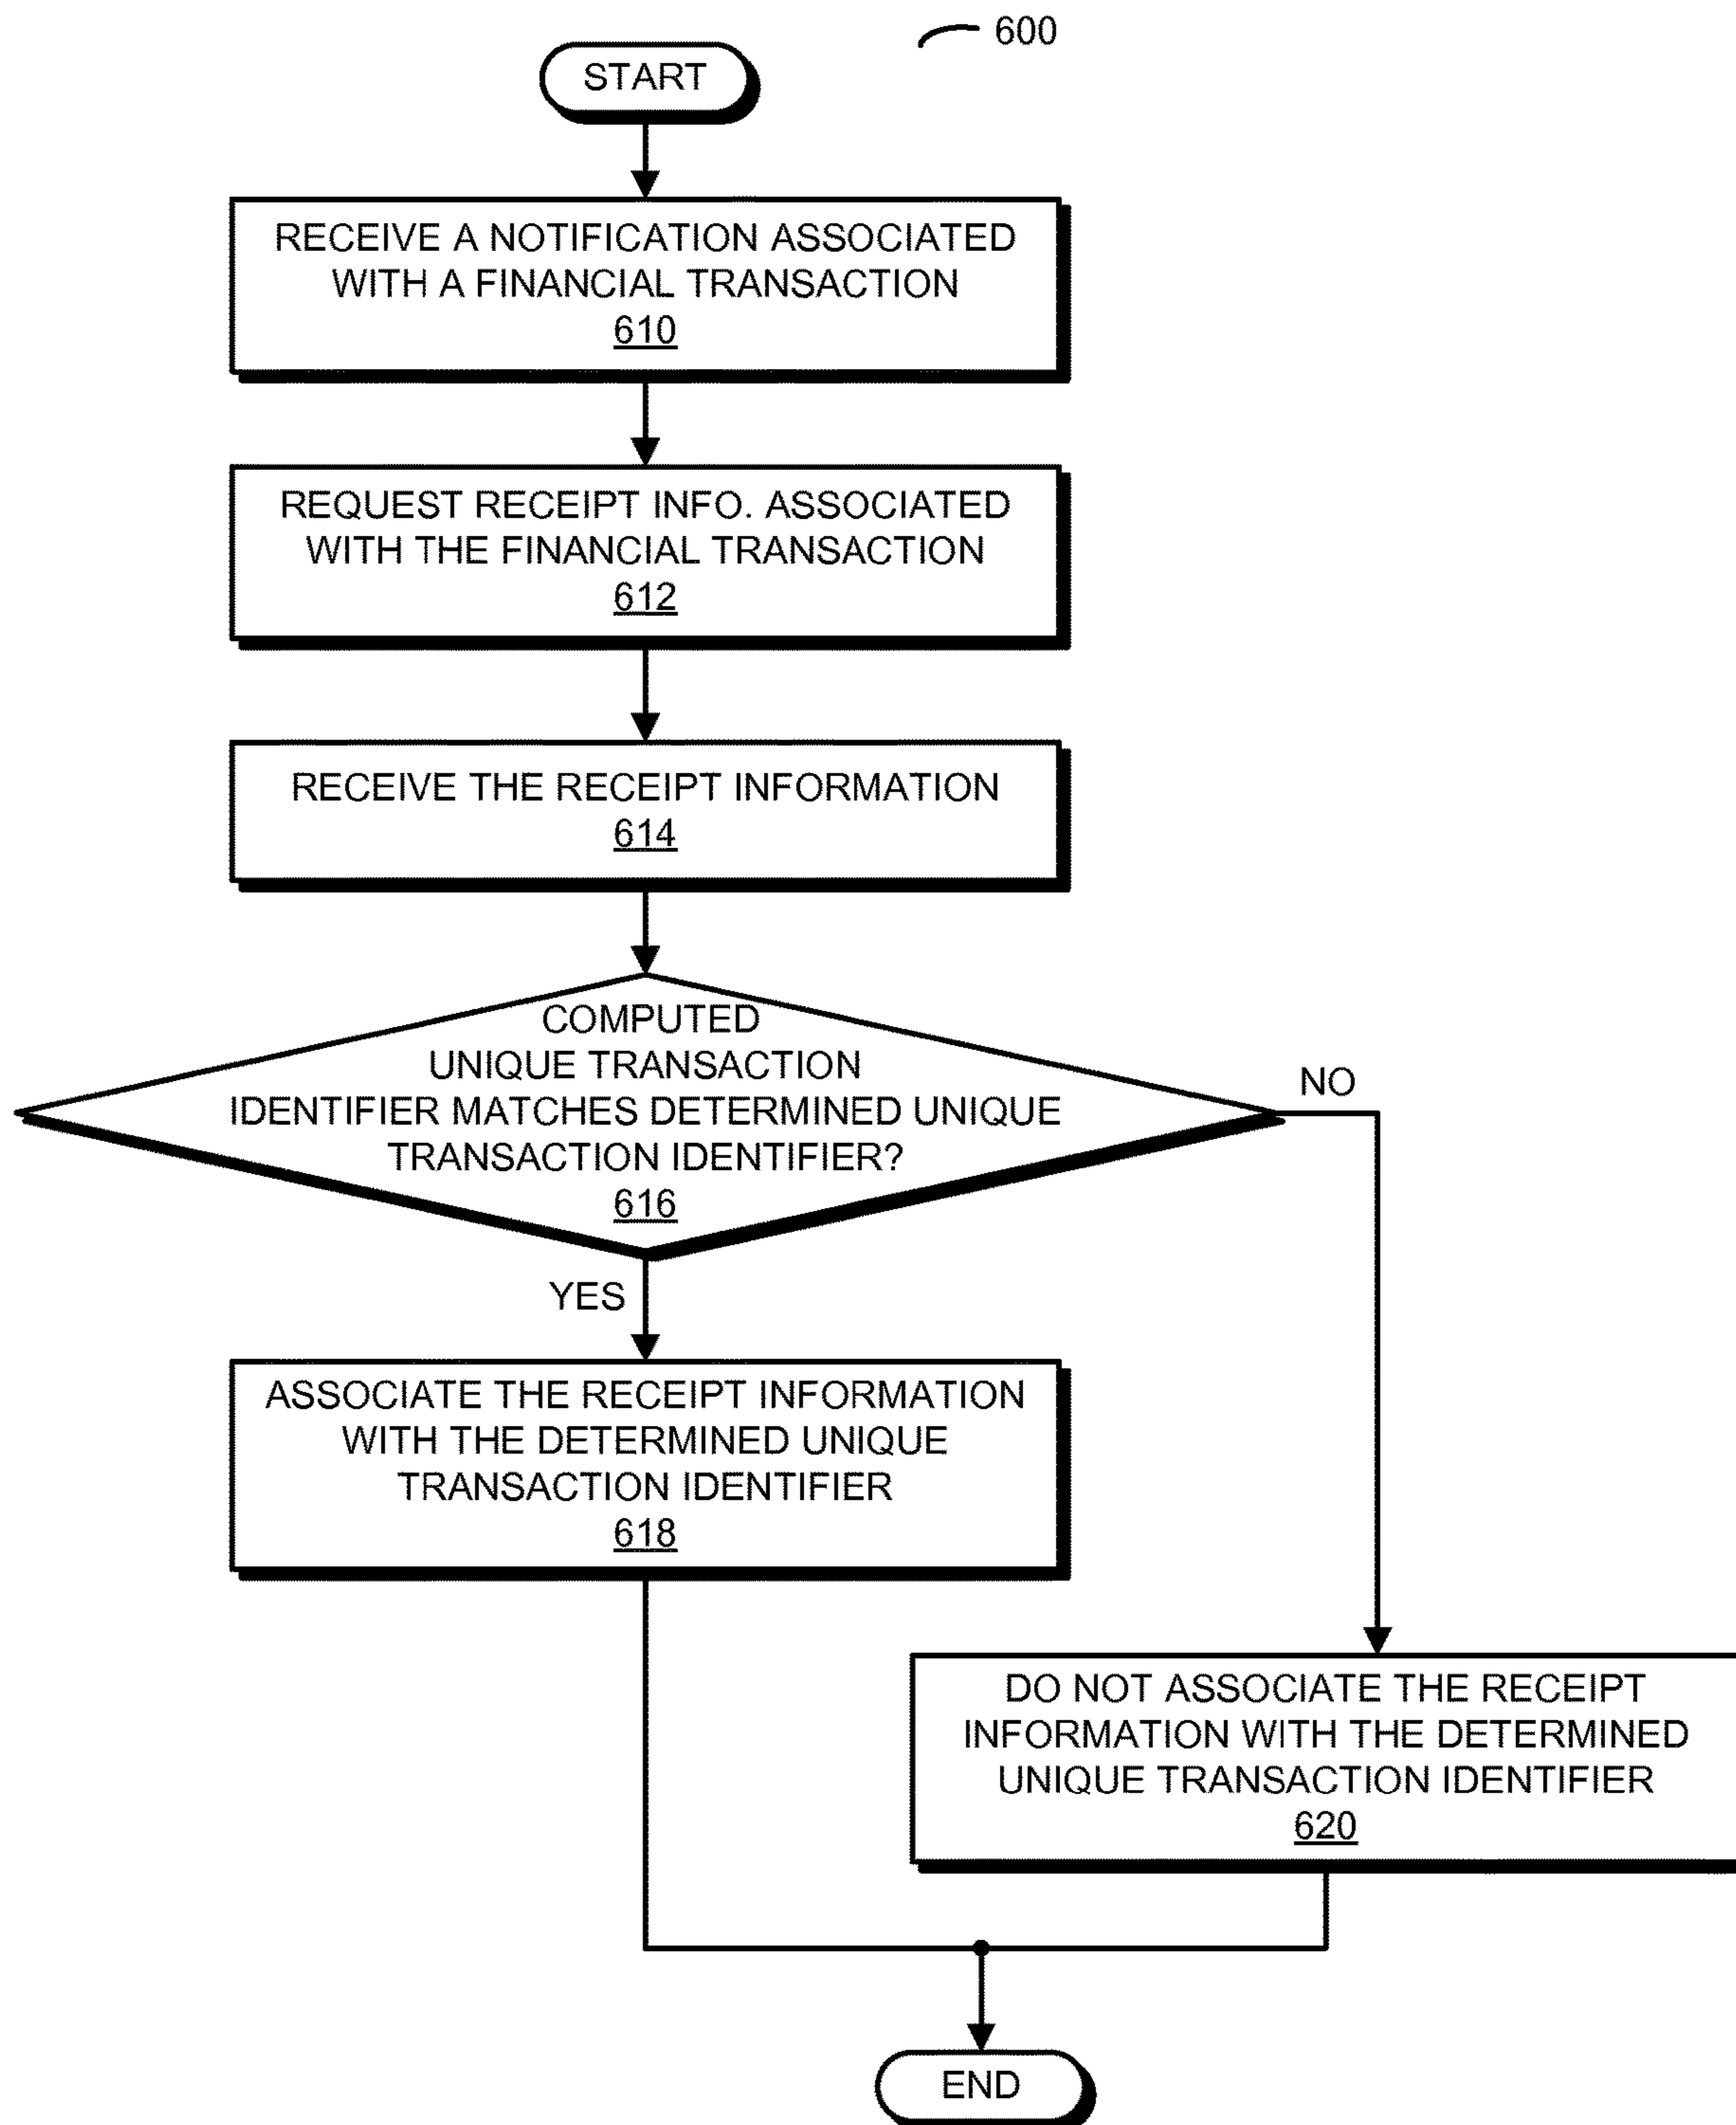 600
START
RECEIVE A NOTIFICATION ASSOCIATED
WITH A FINANCIAL TRANSACTION
610
REQUEST RECEIPT INFO. ASSOCIATED
WITH THE FINANCIAL TRANSACTION
612
RECEIVE THE RECEIPT INFORMATION
614
COMPUTED
UNIQUE TRANSACTION
IDENTIFIER MATCHES DETERMINED UNIQUE
TRANSACTION IDENTIFIER?
616
NO
YES
ASSOCIATE THE RECEIPT INFORMATION
WITH THE DETERMINED UNIQUE
TRANSACTION IDENTIFIER
618
DO NOT ASSOCIATE THE RECEIPT
INFORMATION WITH THE DETERMINED
UNIQUE TRANSACTION IDENTIFIER
620
END